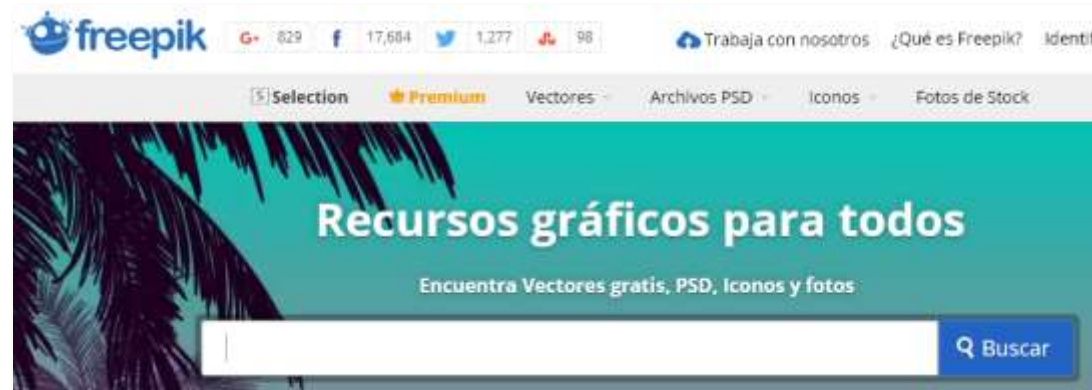 freepik G+ 829 f 17,684 1,277 98 Trabaja con nosotros ¿Qué es Freepik?
S Selection Premium Vectores Archivos PSD Iconos Fotos de Stock
Recursos gráficos para todos
Encuentra Vectores gratis, PSD, Iconos y fotos
Buscar